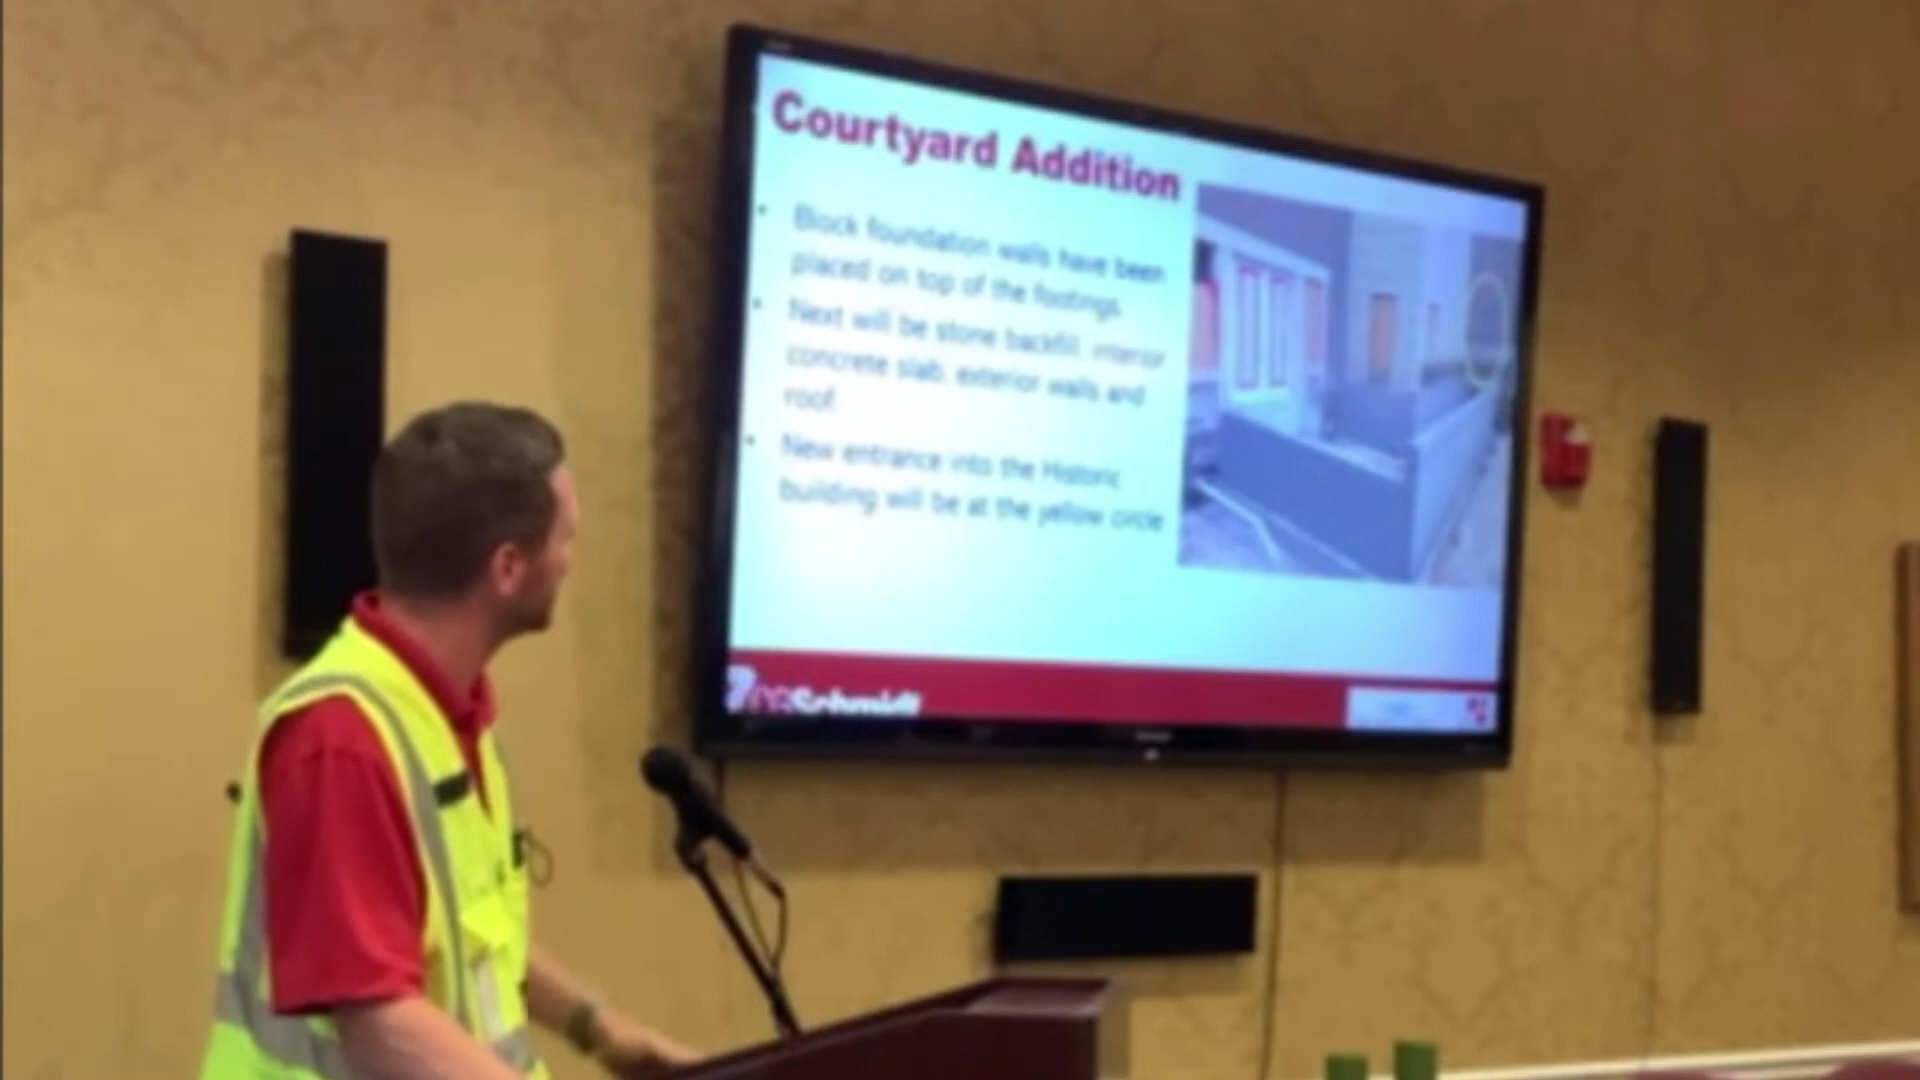 Courtyard Addition
• Block foundation walls have been
placed on top of the footings.
• Next will be stone backfill, interior
concrete slab, exterior walls and
roof.
• New entrance into the Historic
building will be at the yellow circle
Schmidt